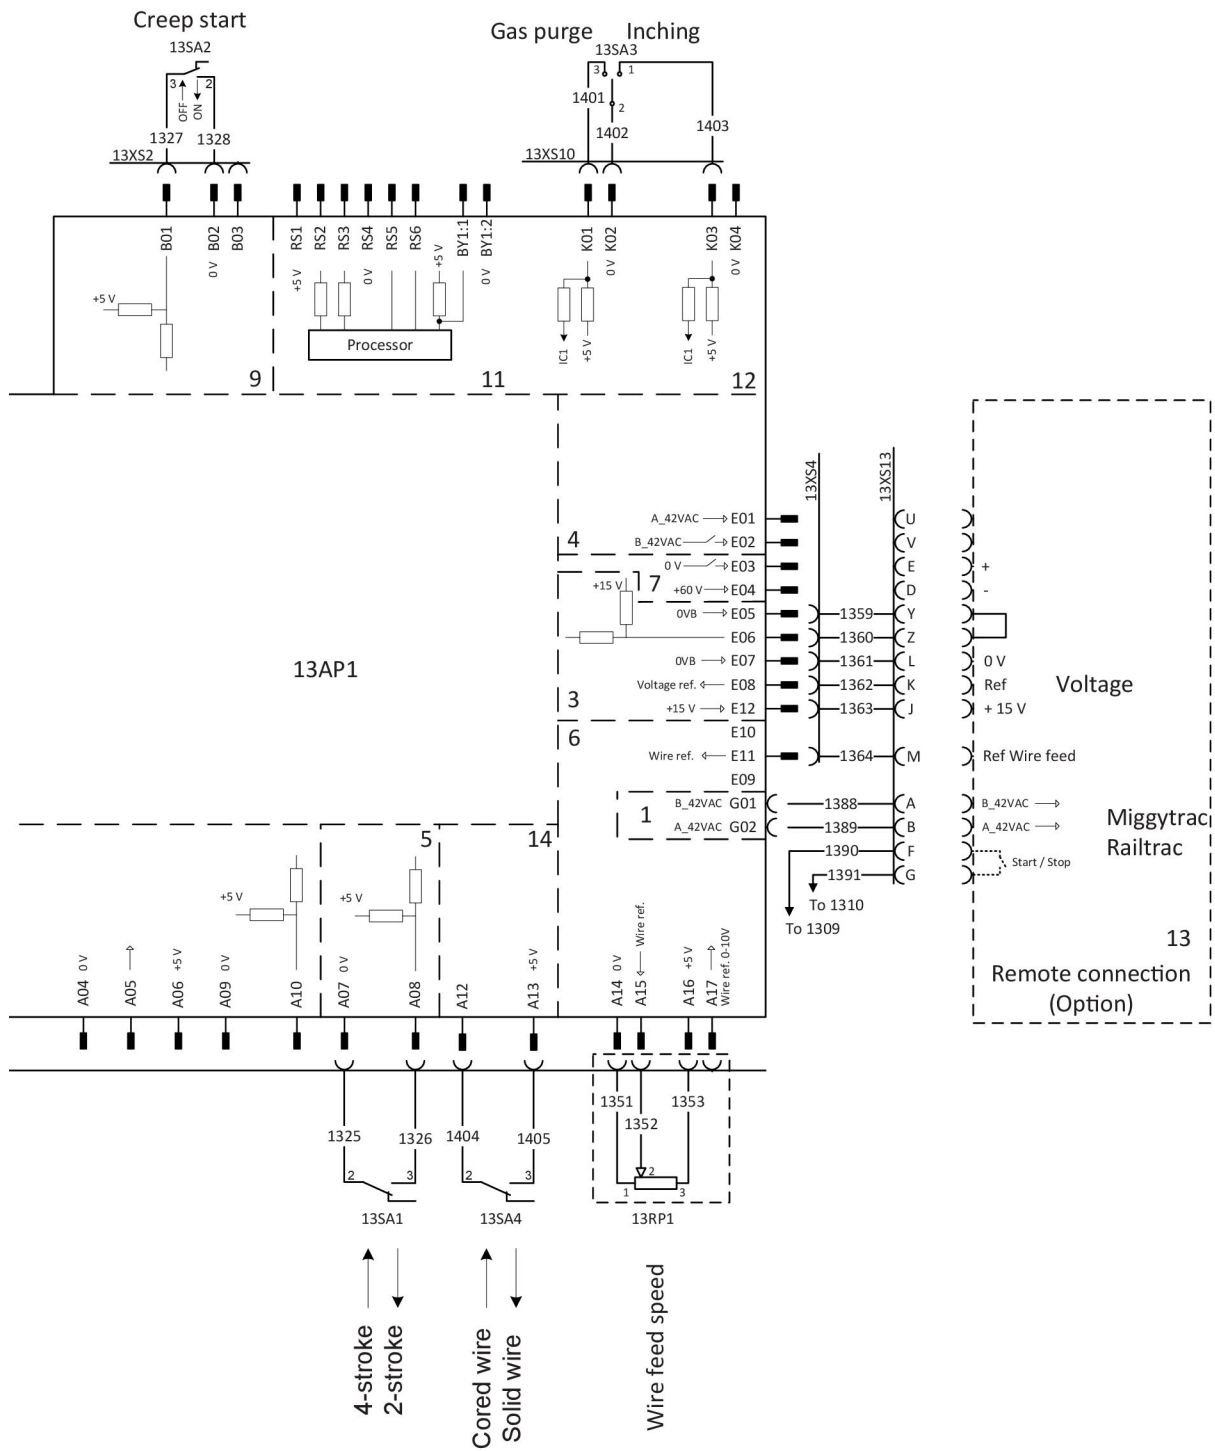 Creep start
Gas purge Inching
13SA2
13SA3
3 2
OFF
ON
3 1
2
1401
1402
1403
1327 1328
13XS2
13XS10
B01 B02 B03
0 V
RS1 RS2 RS3 RS4 RS5 RS6 BY1:1 BY1:2
+5 V
0 V
+5 V
0 V
K01 K02 K03 K04
0 V
0 V
+5 V
Processor
IC1 +5 V
IC1 +5 V
9
11
12
13XS4
13XS13
A_42VAC E01 U
B_42VAC E02 V
4
0 V E03 E +
7
+15 V
+60 V E04 D -
0VB E05 1359 Y
E06 1360 Z
13AP1
0VB E07 1361 L 0 V
Voltage ref. E08 1362 K Ref
Voltage
3
+15 V E12 1363 J + 15 V
6
E10
Wire ref. E11 1364 M Ref Wire feed
E09
1
B_42VAC G01 1388 A B_42VAC
A_42VAC G02 1389 B A_42VAC
Miggytrac
Railtrac
1390 F
1391 G
Start / Stop
To 1310
To 1309
5
14
+5 V
+5 V
13
Remote connection
(Option)
A04 0 V
A05
A06 +5 V
A09 0 V
A10
A07 0 V
A08
A12
A13 +5 V
A14 0 V
A15 Wire ref.
A16 +5 V
A17
Wire ref. 0-10V
1351 1353
1352
1325 1326 1404 1405
2 3
2 3
2
1 3
13SA1
13SA4
13RP1
4-stroke
2-stroke
Cored wire
Solid wire
Wire feed speed